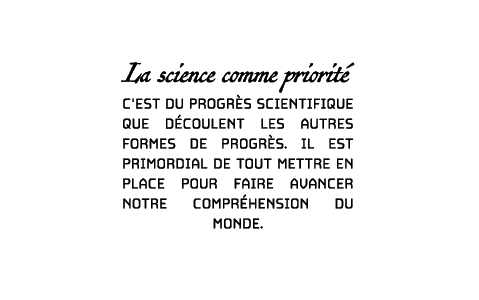 La science comme priorité
C'EST DU PROGRÈS SCIENTIFIQUE
QUE DÉCOULENT LES AUTRES
FORMES DE PROGRÈS. IL EST
PRIMORDIAL DE TOUT METTRE EN
PLACE POUR FAIRE AVANCER
NOTRE COMPRÉHENSION DU
MONDE.